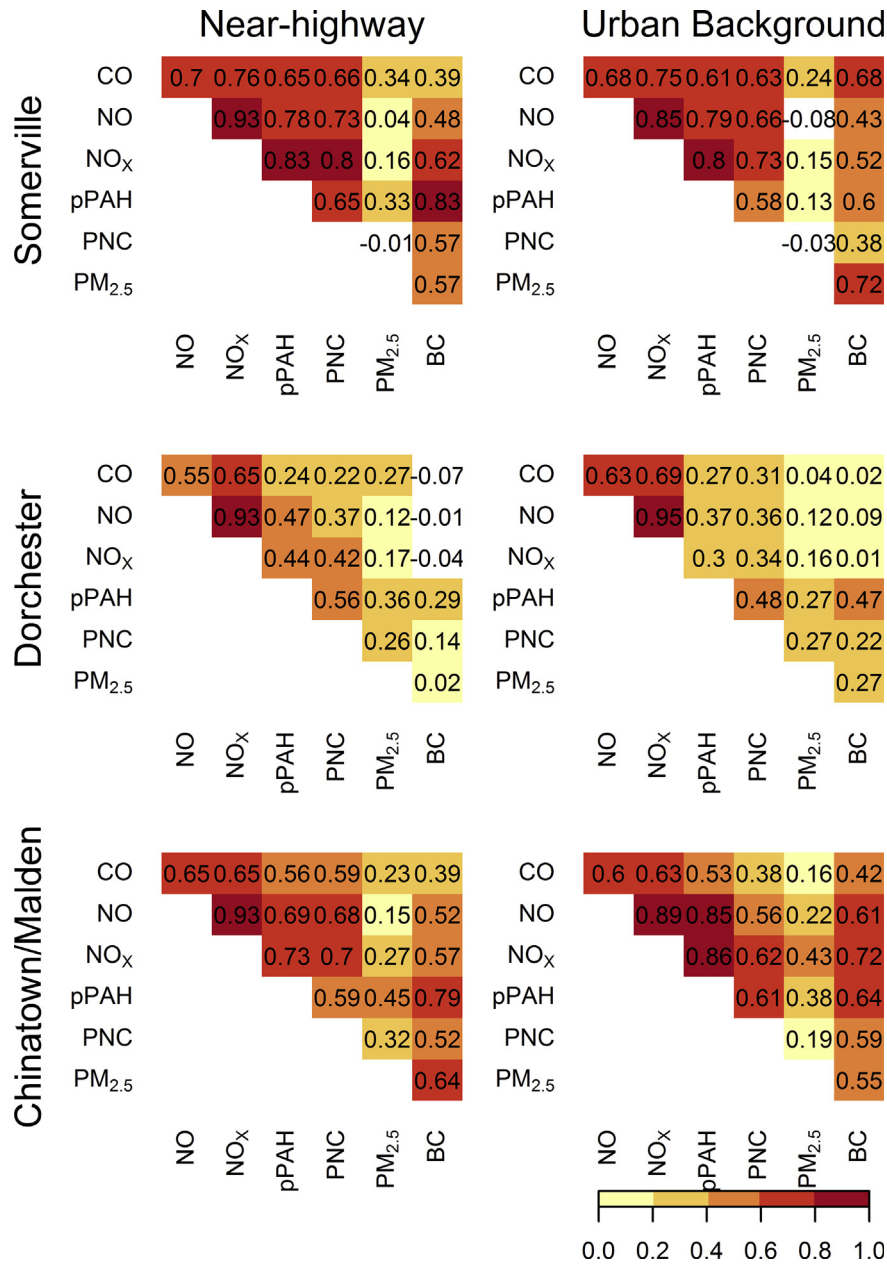 Near-highway Urban Background
Somerville
CO 0.7 0.76 0.65 0.66 0.34 0.39 CO 0.68 0.75 0.61 0.63 0.24 0.68
NO 0.93 0.78 0.73 0.04 0.48 NO 0.85 0.79 0.66 -0.08 0.43
NOX 0.83 0.8 0.16 0.62 NOX 0.8 0.73 0.15 0.52
pPAH 0.65 0.33 0.83 pPAH 0.58 0.13 0.6
PNC -0.01 0.57 PNC -0.03 0.38
PM2.5 0.57 PM2.5 0.72
NO NOX pPAH PNC PM2.5 BC NO NOX pPAH PNC PM2.5 BC
Dorchester
CO 0.55 0.65 0.24 0.22 0.27 -0.07 CO 0.63 0.69 0.27 0.31 0.04 0.02
NO 0.93 0.47 0.37 0.12 -0.01 NO 0.95 0.37 0.36 0.12 0.09
NOX 0.44 0.42 0.17 -0.04 NOX 0.3 0.34 0.16 0.01
pPAH 0.56 0.36 0.29 pPAH 0.48 0.27 0.47
PNC 0.26 0.14 PNC 0.27 0.22
PM2.5 0.02 PM2.5 0.27
NO NOX pPAH PNC PM2.5 BC NO NOX pPAH PNC PM2.5 BC
Chinatown/Malden
CO 0.65 0.65 0.56 0.59 0.23 0.39 CO 0.6 0.63 0.53 0.38 0.16 0.42
NO 0.93 0.69 0.68 0.15 0.52 NO 0.89 0.85 0.56 0.22 0.61
NOX 0.73 0.7 0.27 0.57 NOX 0.86 0.62 0.43 0.72
pPAH 0.59 0.45 0.79 pPAH 0.61 0.38 0.64
PNC 0.32 0.52 PNC 0.19 0.59
PM2.5 0.64 PM2.5 0.55
NO NOX pPAH PNC PM2.5 BC NO NOX pPAH PNC PM2.5 BC
0.0 0.2 0.4 0.6 0.8 1.0